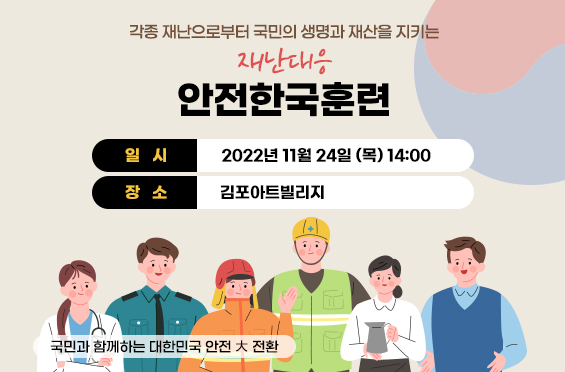 각종 재난으로부터 국민의 생명과 재산을 지키는
재난대응
안전한국훈련
일 시 2022년 11월 24일 (목) 14:00
장 소 김포아트빌리지
국민과 함께하는 대한민국 안전 大 전환